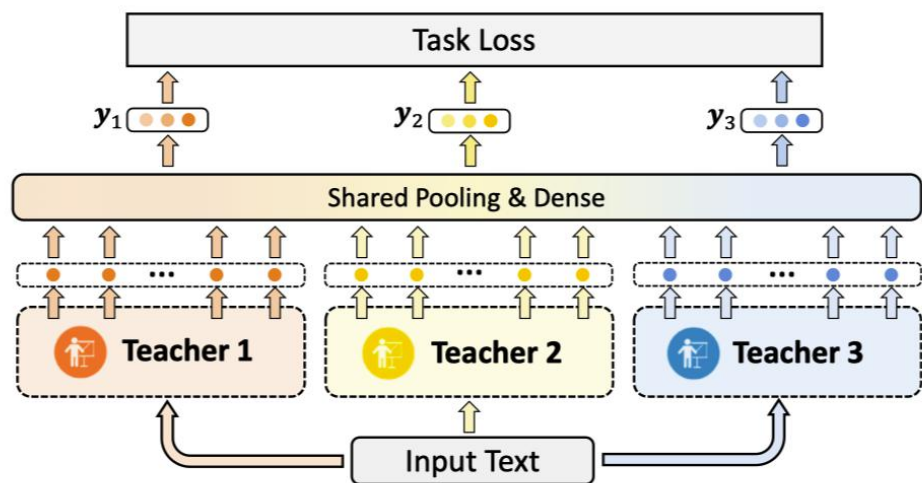 Task Loss
y₁
y₂
y₃
Shared Pooling & Dense
...
...
...
Teacher 1
Teacher 2
Teacher 3
Input Text